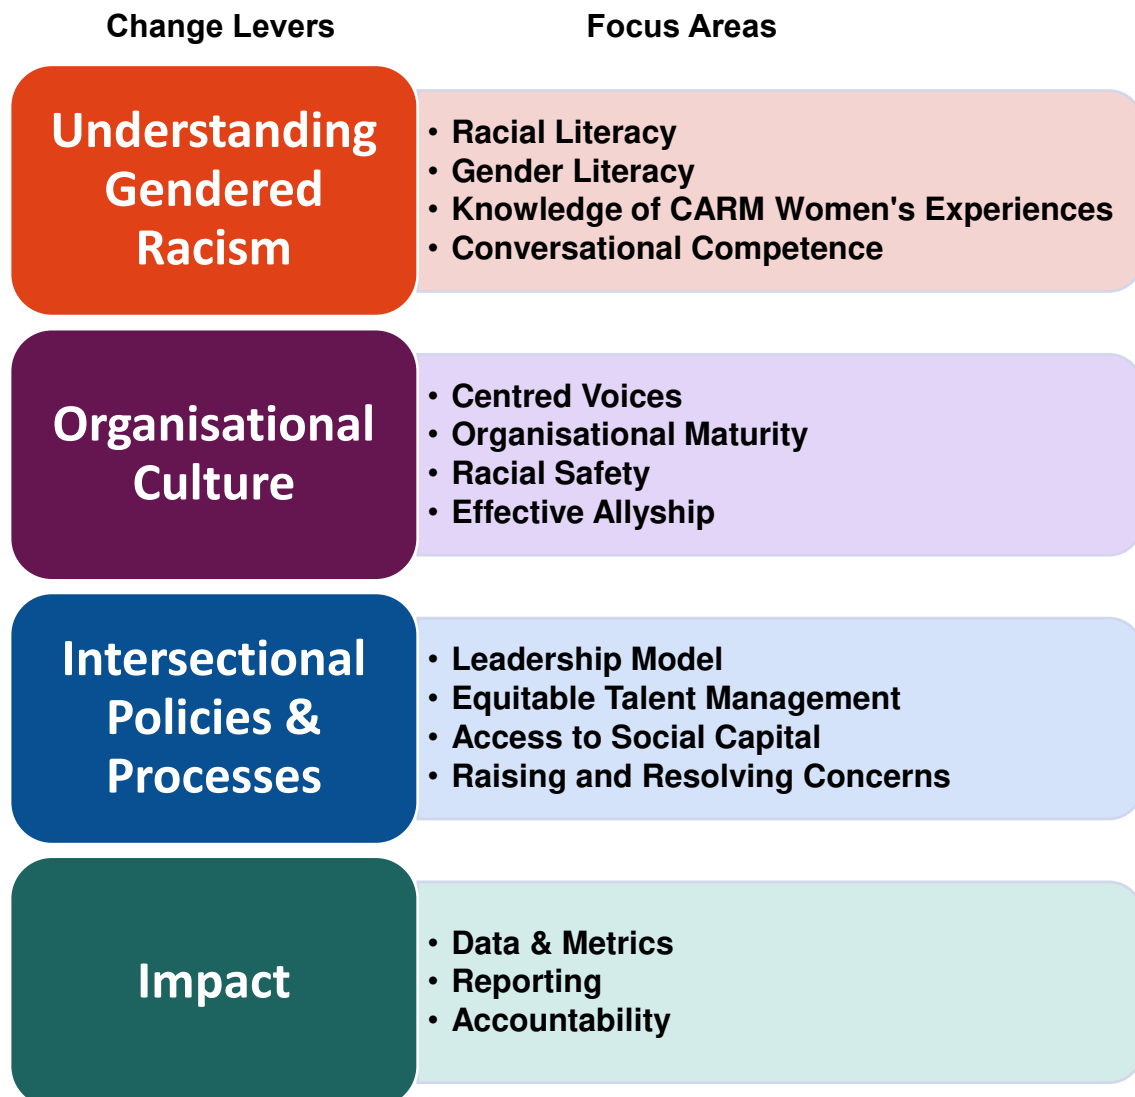 Change Levers
Focus Areas
Understanding
Gendered
Racism
• Racial Literacy
• Gender Literacy
• Knowledge of CARM Women's Experiences
• Conversational Competence
Organisational
Culture
• Centred Voices
• Organisational Maturity
• Racial Safety
• Effective Allyship
Intersectional
Policies &
Processes
• Leadership Model
• Equitable Talent Management
• Access to Social Capital
• Raising and Resolving Concerns
Impact
• Data & Metrics
• Reporting
• Accountability